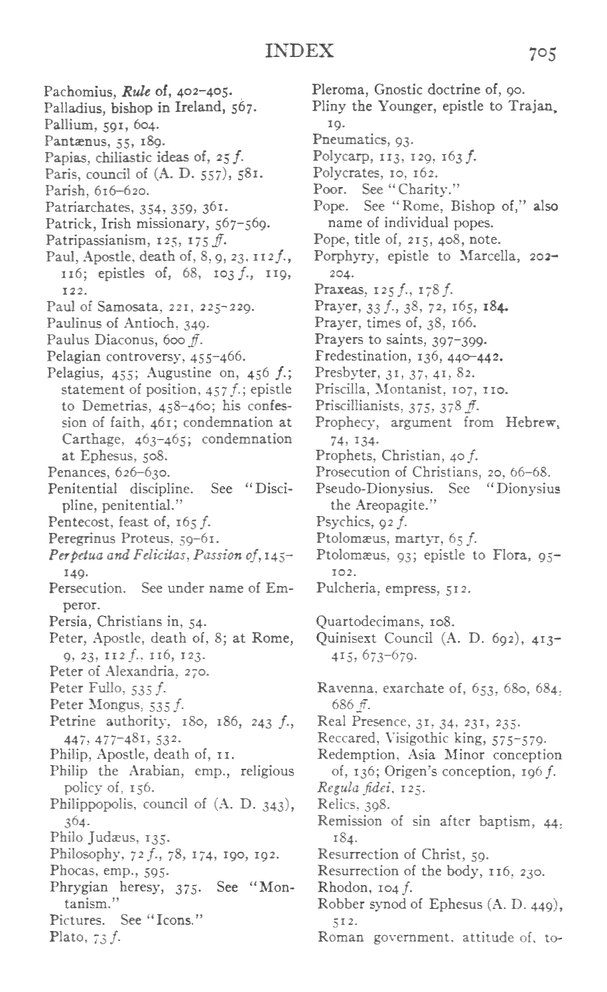 INDEX 705
Pachomius, Rule of, 402–405.
Palladius, bishop in Ireland, 567.
Pallium, 591, 604.
Pantænus, 55, 189.
Papias, chiliastic ideas of, 25 f.
Paris, council of (A. D. 557), 581.
Parish, 616–620.
Patriarchates, 354, 359, 361.
Patrick, Irish missionary, 567–569.
Patripassianism, 125, 175 ff.
Paul, Apostle, death of, 8, 9, 23, 112 f.,
116; epistles of, 68, 103 f., 119,
122.
Paul of Samosata, 221, 225–229.
Paulinus of Antioch, 349.
Paulus Diaconus, 600 ff.
Pelagian controversy, 455–466.
Pelagius, 455; Augustine on, 456 f.;
statement of position, 457 f.; epistle
to Demetrias, 458–460; his confes-
sion of faith, 461; condemnation at
Carthage, 463–465; condemnation
at Ephesus, 508.
Penances, 626–630.
Penitential discipline. See "Disci-
pline, penitential."
Pentecost, feast of, 165 f.
Peregrinus Proteus, 59–61.
Perpetua and Felicitas, Passion of, 145–
149.
Persecution. See under name of Em-
peror.
Persia, Christians in, 54.
Peter, Apostle, death of, 8; at Rome,
9, 23, 112 f., 116, 123.
Peter of Alexandria, 270.
Peter Fullo, 535 f.
Peter Mongus, 535 f.
Petrine authority, 180, 186, 243 f.,
447, 477–481, 532.
Philip, Apostle, death of, 11.
Philip the Arabian, emp., religious
policy of, 156.
Philippopolis, council of (A. D. 343),
364.
Philo Judæus, 135.
Philosophy, 72 f., 78, 174, 190, 192.
Phocas, emp., 595.
Phrygian heresy, 375. See "Mon-
tanism."
Pictures. See "Icons."
Plato, 73 f.
Pleroma, Gnostic doctrine of, 90.
Pliny the Younger, epistle to Trajan,
19.
Pneumatics, 93.
Polycarp, 113, 129, 163 f.
Polycrates, 10, 162.
Poor. See "Charity."
Pope. See "Rome, Bishop of," also
name of individual popes.
Pope, title of, 215, 408, note.
Porphyry, epistle to Marcella, 202–
204.
Praxeas, 125 f., 178 f.
Prayer, 33 f., 38, 72, 165, 184.
Prayer, times of, 38, 166.
Prayers to saints, 397–399.
Fredestination, 136, 440–442.
Presbyter, 31, 37, 41, 82.
Priscilla, Montanist, 107, 110.
Priscillianists, 375, 378 ff.
Prophecy, argument from Hebrew,
74, 134.
Prophets, Christian, 40 f.
Prosecution of Christians, 20, 66–68.
Pseudo-Dionysius. See "Dionysius
the Areopagite."
Psychics, 92 f.
Ptolomæus, martyr, 65 f.
Ptolomæus, 93; epistle to Flora, 95–
102.
Pulcheria, empress, 512.
Quartodecimans, 108.
Quinisext Council (A. D. 692), 413–
415, 673–679.
Ravenna, exarchate of, 653, 680, 684,
686 ff.
Real Presence, 31, 34, 231, 235.
Reccared, Visigothic king, 575–579.
Redemption, Asia Minor conception
of, 136; Origen's conception, 196 f.
Regula fidei, 125.
Relics, 398.
Remission of sin after baptism, 44,
184.
Resurrection of Christ, 59.
Resurrection of the body, 116, 230.
Rhodon, 104 f.
Robber synod of Ephesus (A. D. 449),
512.
Roman government, attitude of, to-